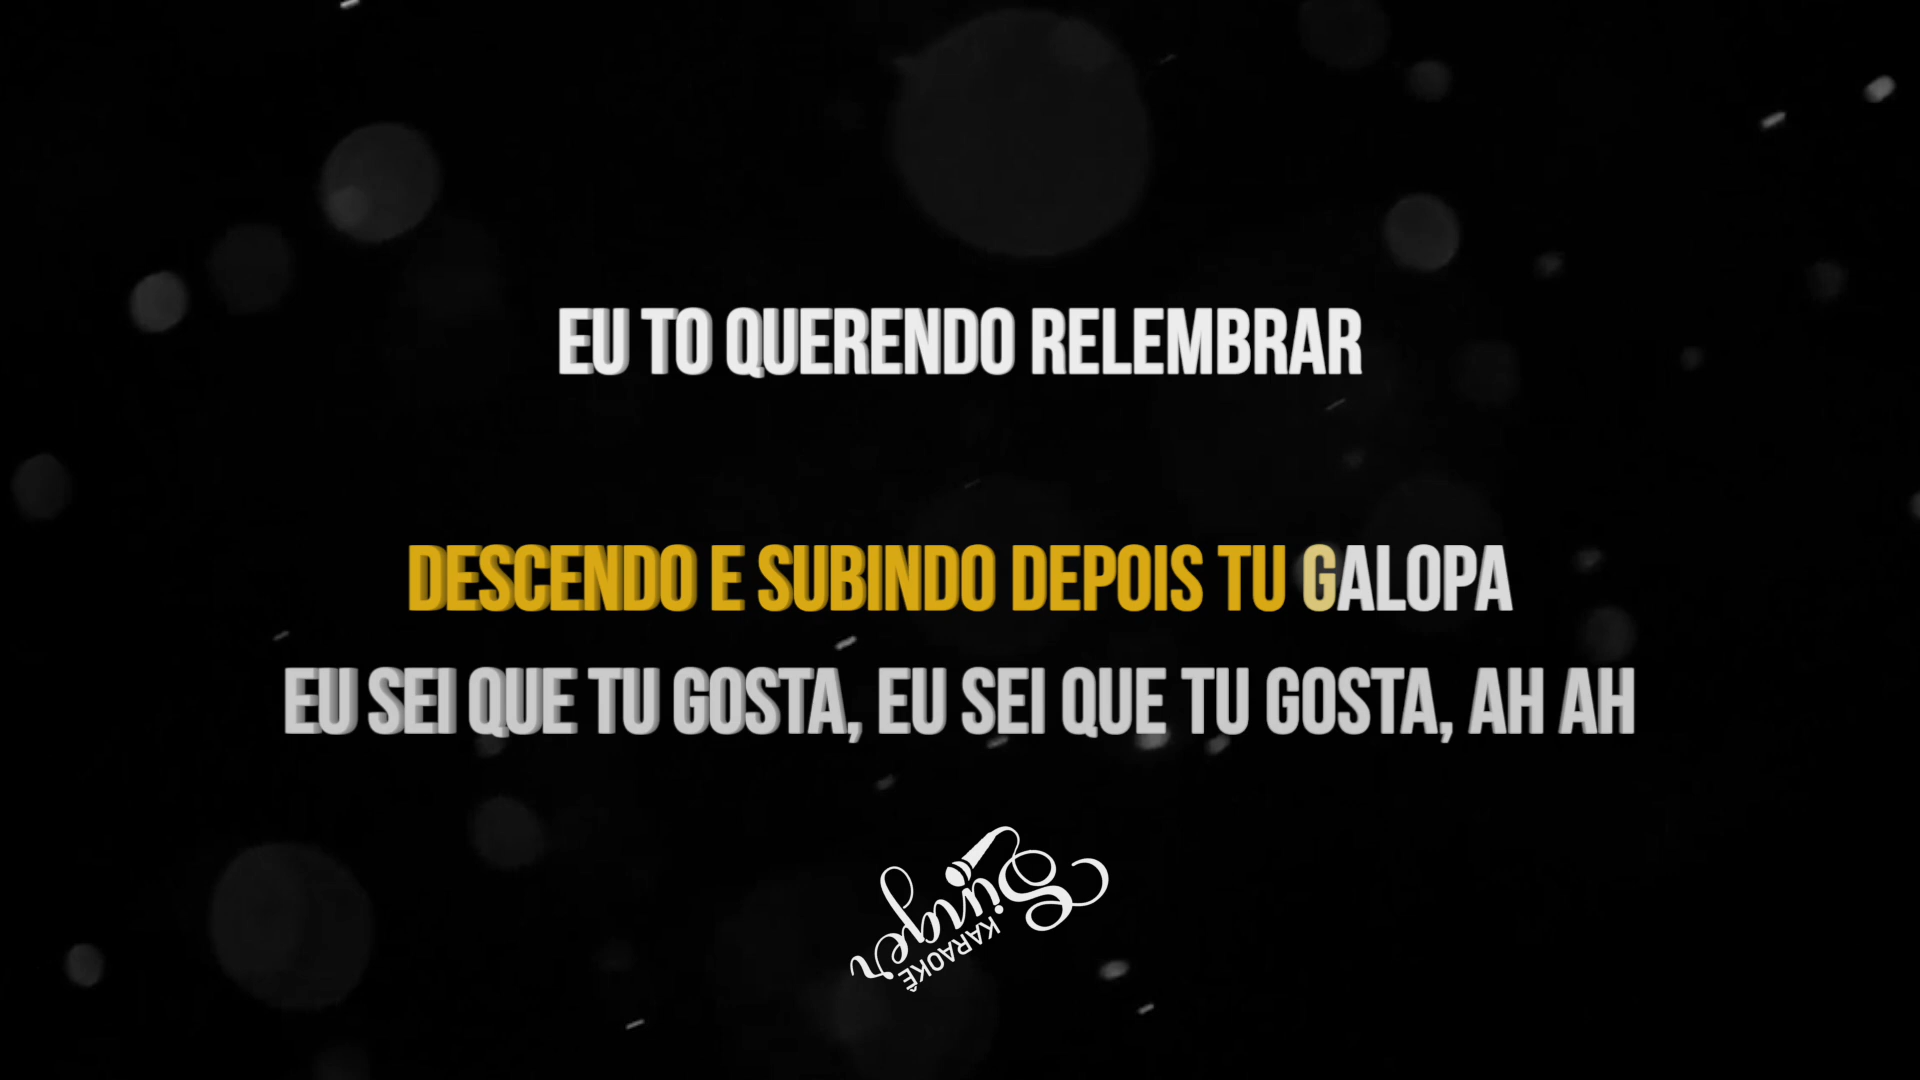 EU TO QUERENDO RELEMBRAR
DESCENDO E SUBINDO DEPOIS TU GALOPA
EU SEI QUE TU GOSTA, EU SEI QUE TU GOSTA, AH AH
Singer
KARAOKÊ